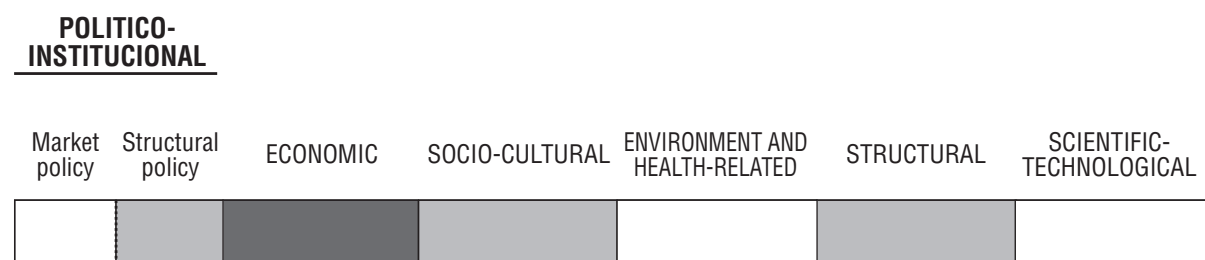 POLITICO-
INSTITUCIONAL
Market
policy
Structural
policy
ECONOMIC
SOCIO-CULTURAL
ENVIRONMENT AND
HEALTH-RELATED
STRUCTURAL
SCIENTIFIC-
TECHNOLOGICAL